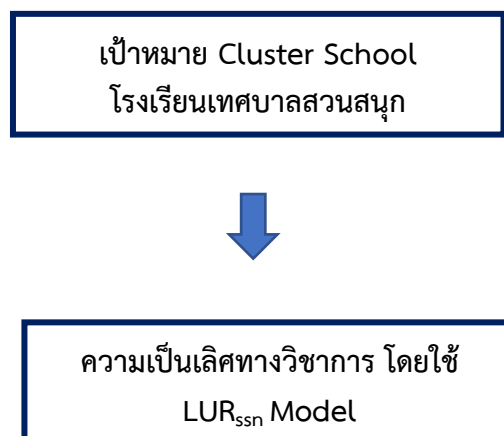 เป้าหมาย Cluster School
โรงเรียนเทศบาลสวนสนุก
ความเป็นเลิศทางวิชาการ โดยใช้
LURssn Model